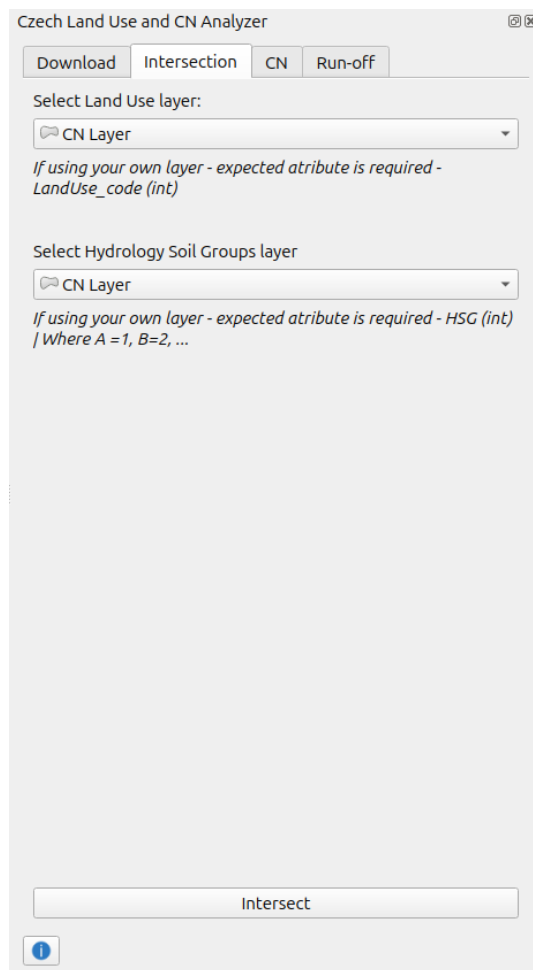 Czech Land Use and CN Analyzer
Download Intersection CN Run-off
Select Land Use layer:
CN Layer
If using your own layer - expected atribute is required -
LandUse_code (int)
Select Hydrology Soil Groups layer
CN Layer
If using your own layer - expected atribute is required - HSG (int)
| Where A =1, B=2, ...
Intersect